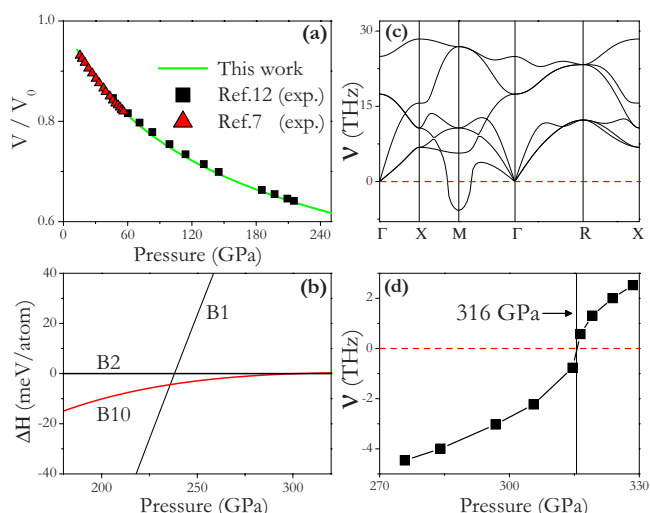 1.0
(a)
V / V0
This work
Ref.12 (exp.)
0.8
Ref.7 (exp.)
0.6
0 60 120 180 240
Pressure (GPa)
30
(c)
ν (THz)
15
0
Γ X M Γ R X
40
(b)
B1
20
ΔH (meV/atom)
B2
0
B10
-20
-40
200 250 300
Pressure (GPa)
(d)
2
316 GPa
ν (THz)
0
-2
-4
270 300 330
Pressure (GPa)